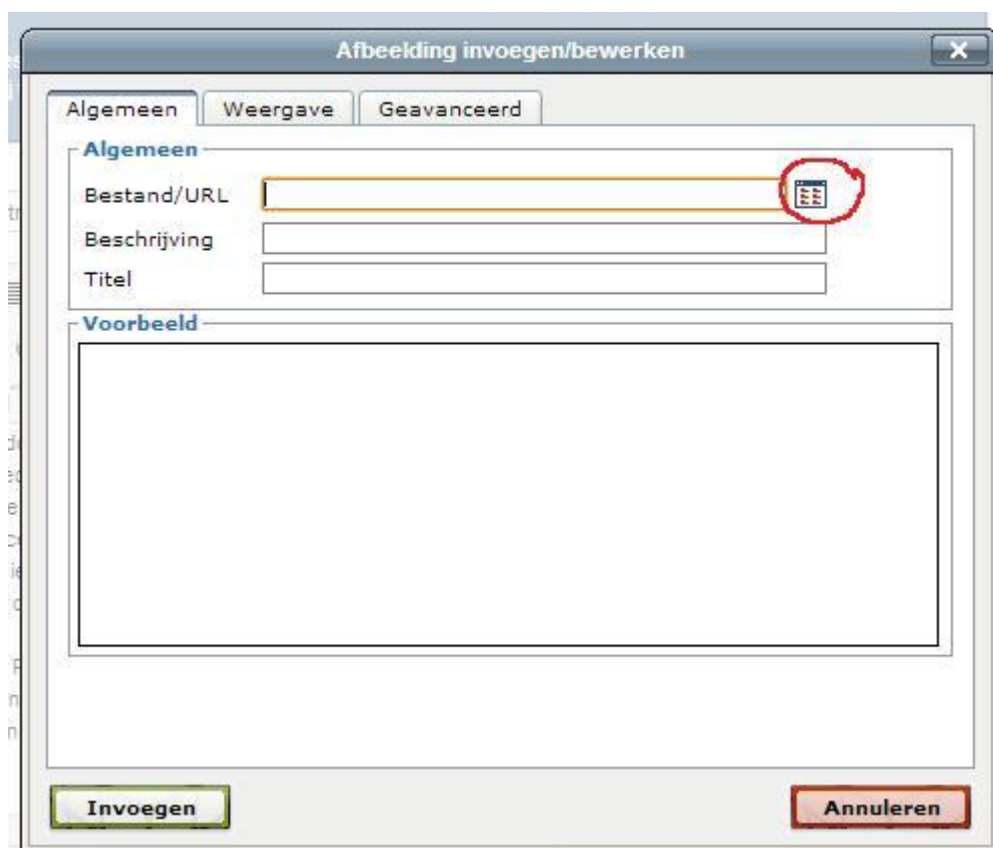 Afbeelding invoegen/bewerken
Algemeen Weergave Geavanceerd
Algemeen
Bestand/URL
Beschrijving
Titel
Voorbeeld
Invoegen Annuleren